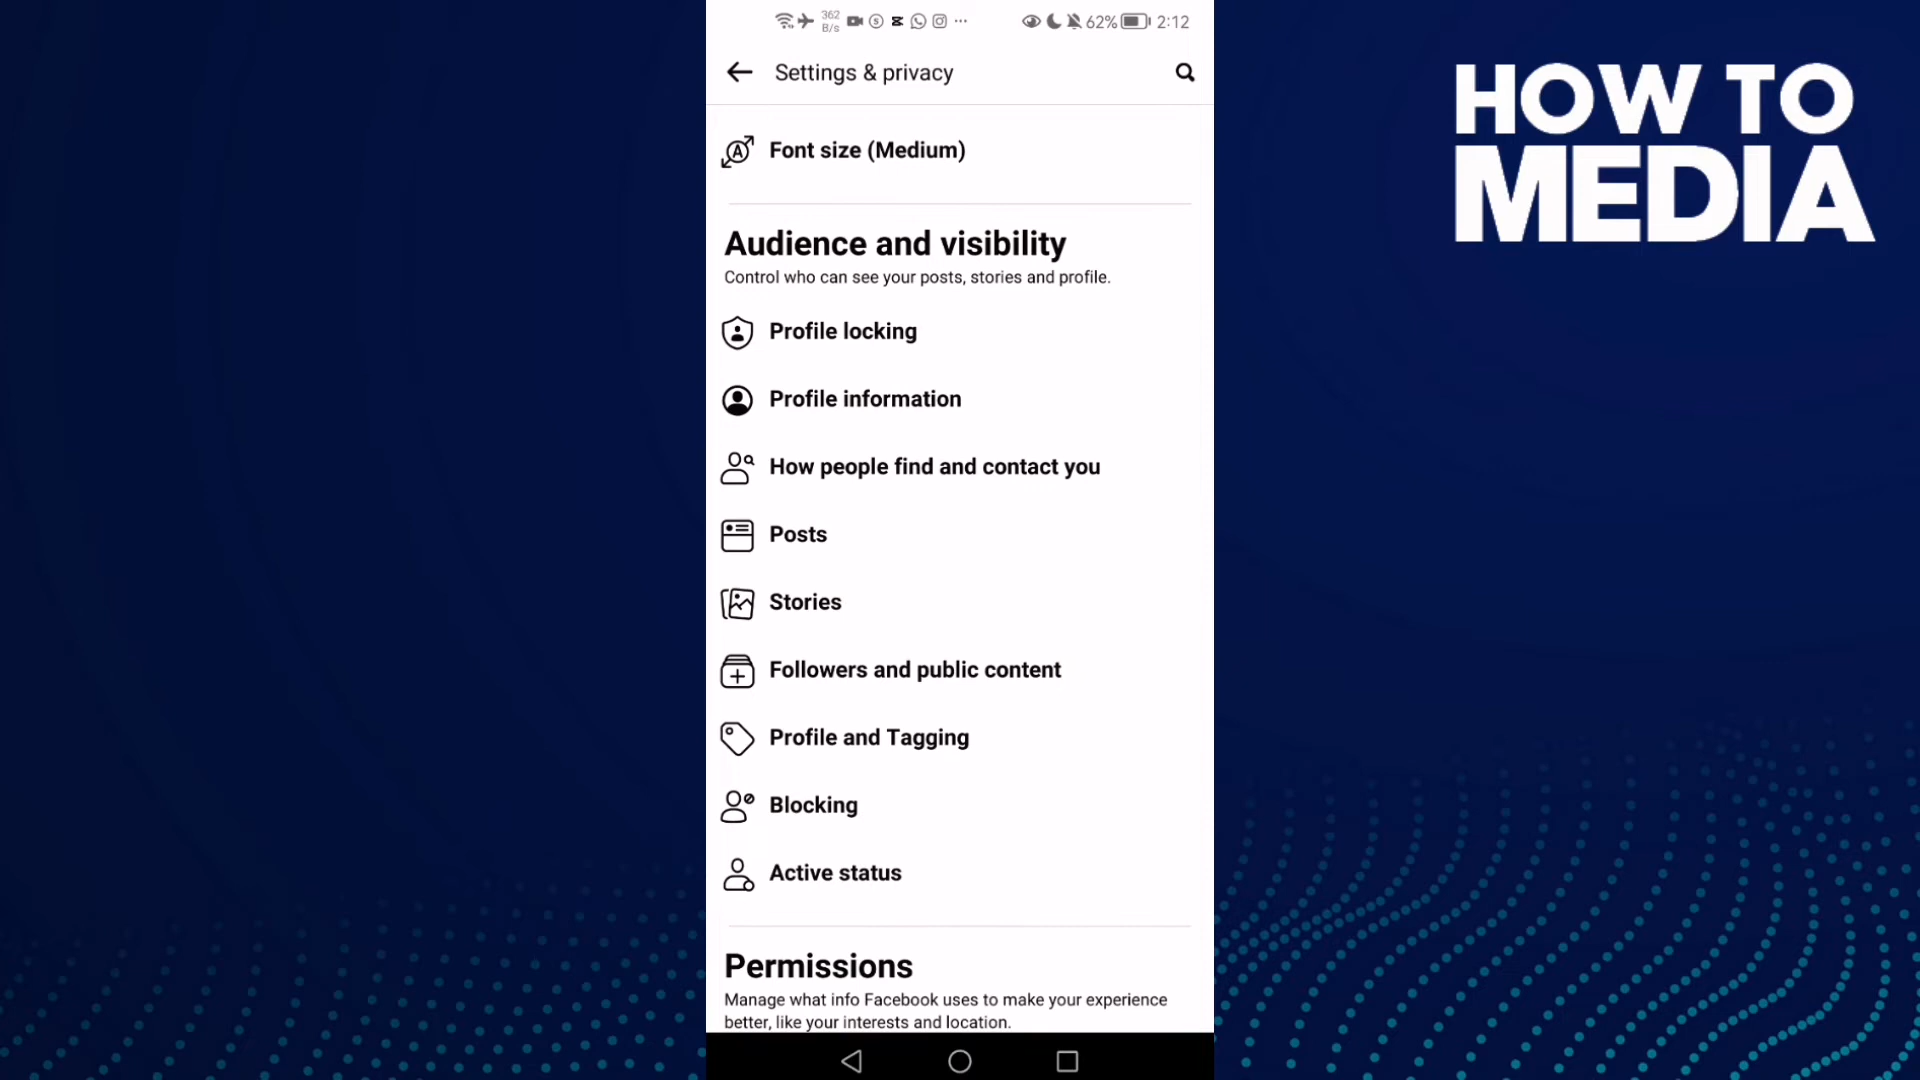 362
B/s
62%
2:12
Settings & privacy
HOW TO
MEDIA
Font size (Medium)
Audience and visibility
Control who can see your posts, stories and profile.
Profile locking
Profile information
How people find and contact you
Posts
Stories
Followers and public content
Profile and Tagging
Blocking
Active status
Permissions
Manage what info Facebook uses to make your experience
better, like your interests and location.